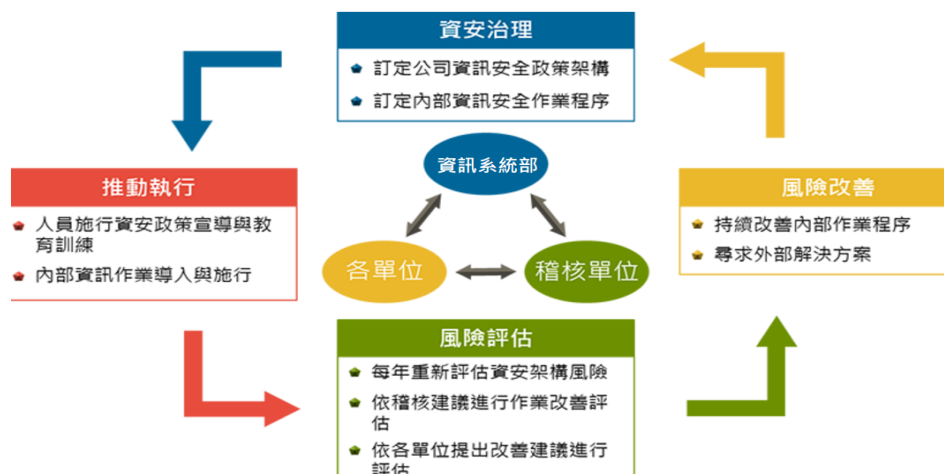 資安治理
訂定公司資訊安全政策架構
訂定內部資訊安全作業程序
資訊系統部
各單位
稽核單位
推動執行
人員施行資安政策宣導與教
育訓練
內部資訊作業導入與施行
風險評估
每年重新評估資安架構風險
依稽核建議進行作業改善評
估
依各單位提出改善建議進行
評估
風險改善
持續改善內部作業程序
尋求外部解決方案